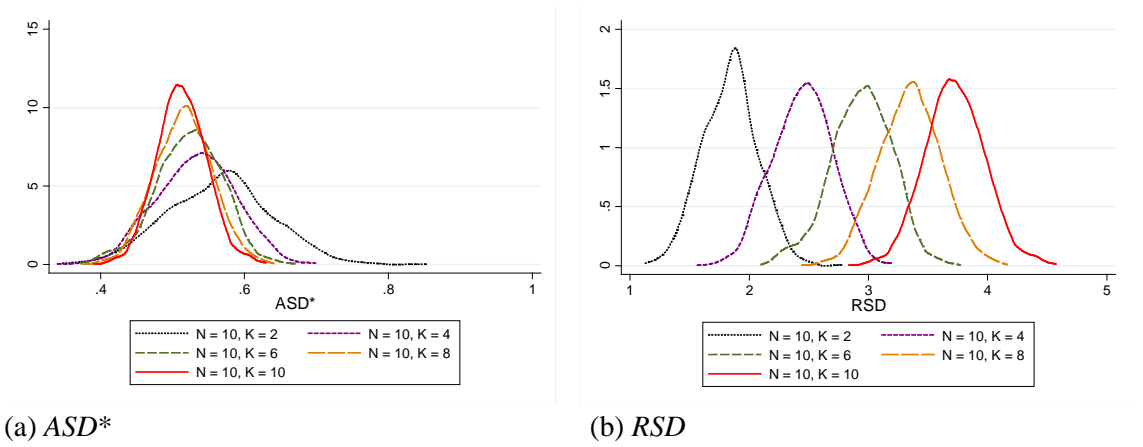 15
10
5
0
.4
.6
.8
1
ASD*
N = 10, K = 2
N = 10, K = 4
N = 10, K = 6
N = 10, K = 8
N = 10, K = 10
(a) ASD*
2
1.5
1
.5
0
1
2
3
4
5
RSD
N = 10, K = 2
N = 10, K = 4
N = 10, K = 6
N = 10, K = 8
N = 10, K = 10
(b) RSD